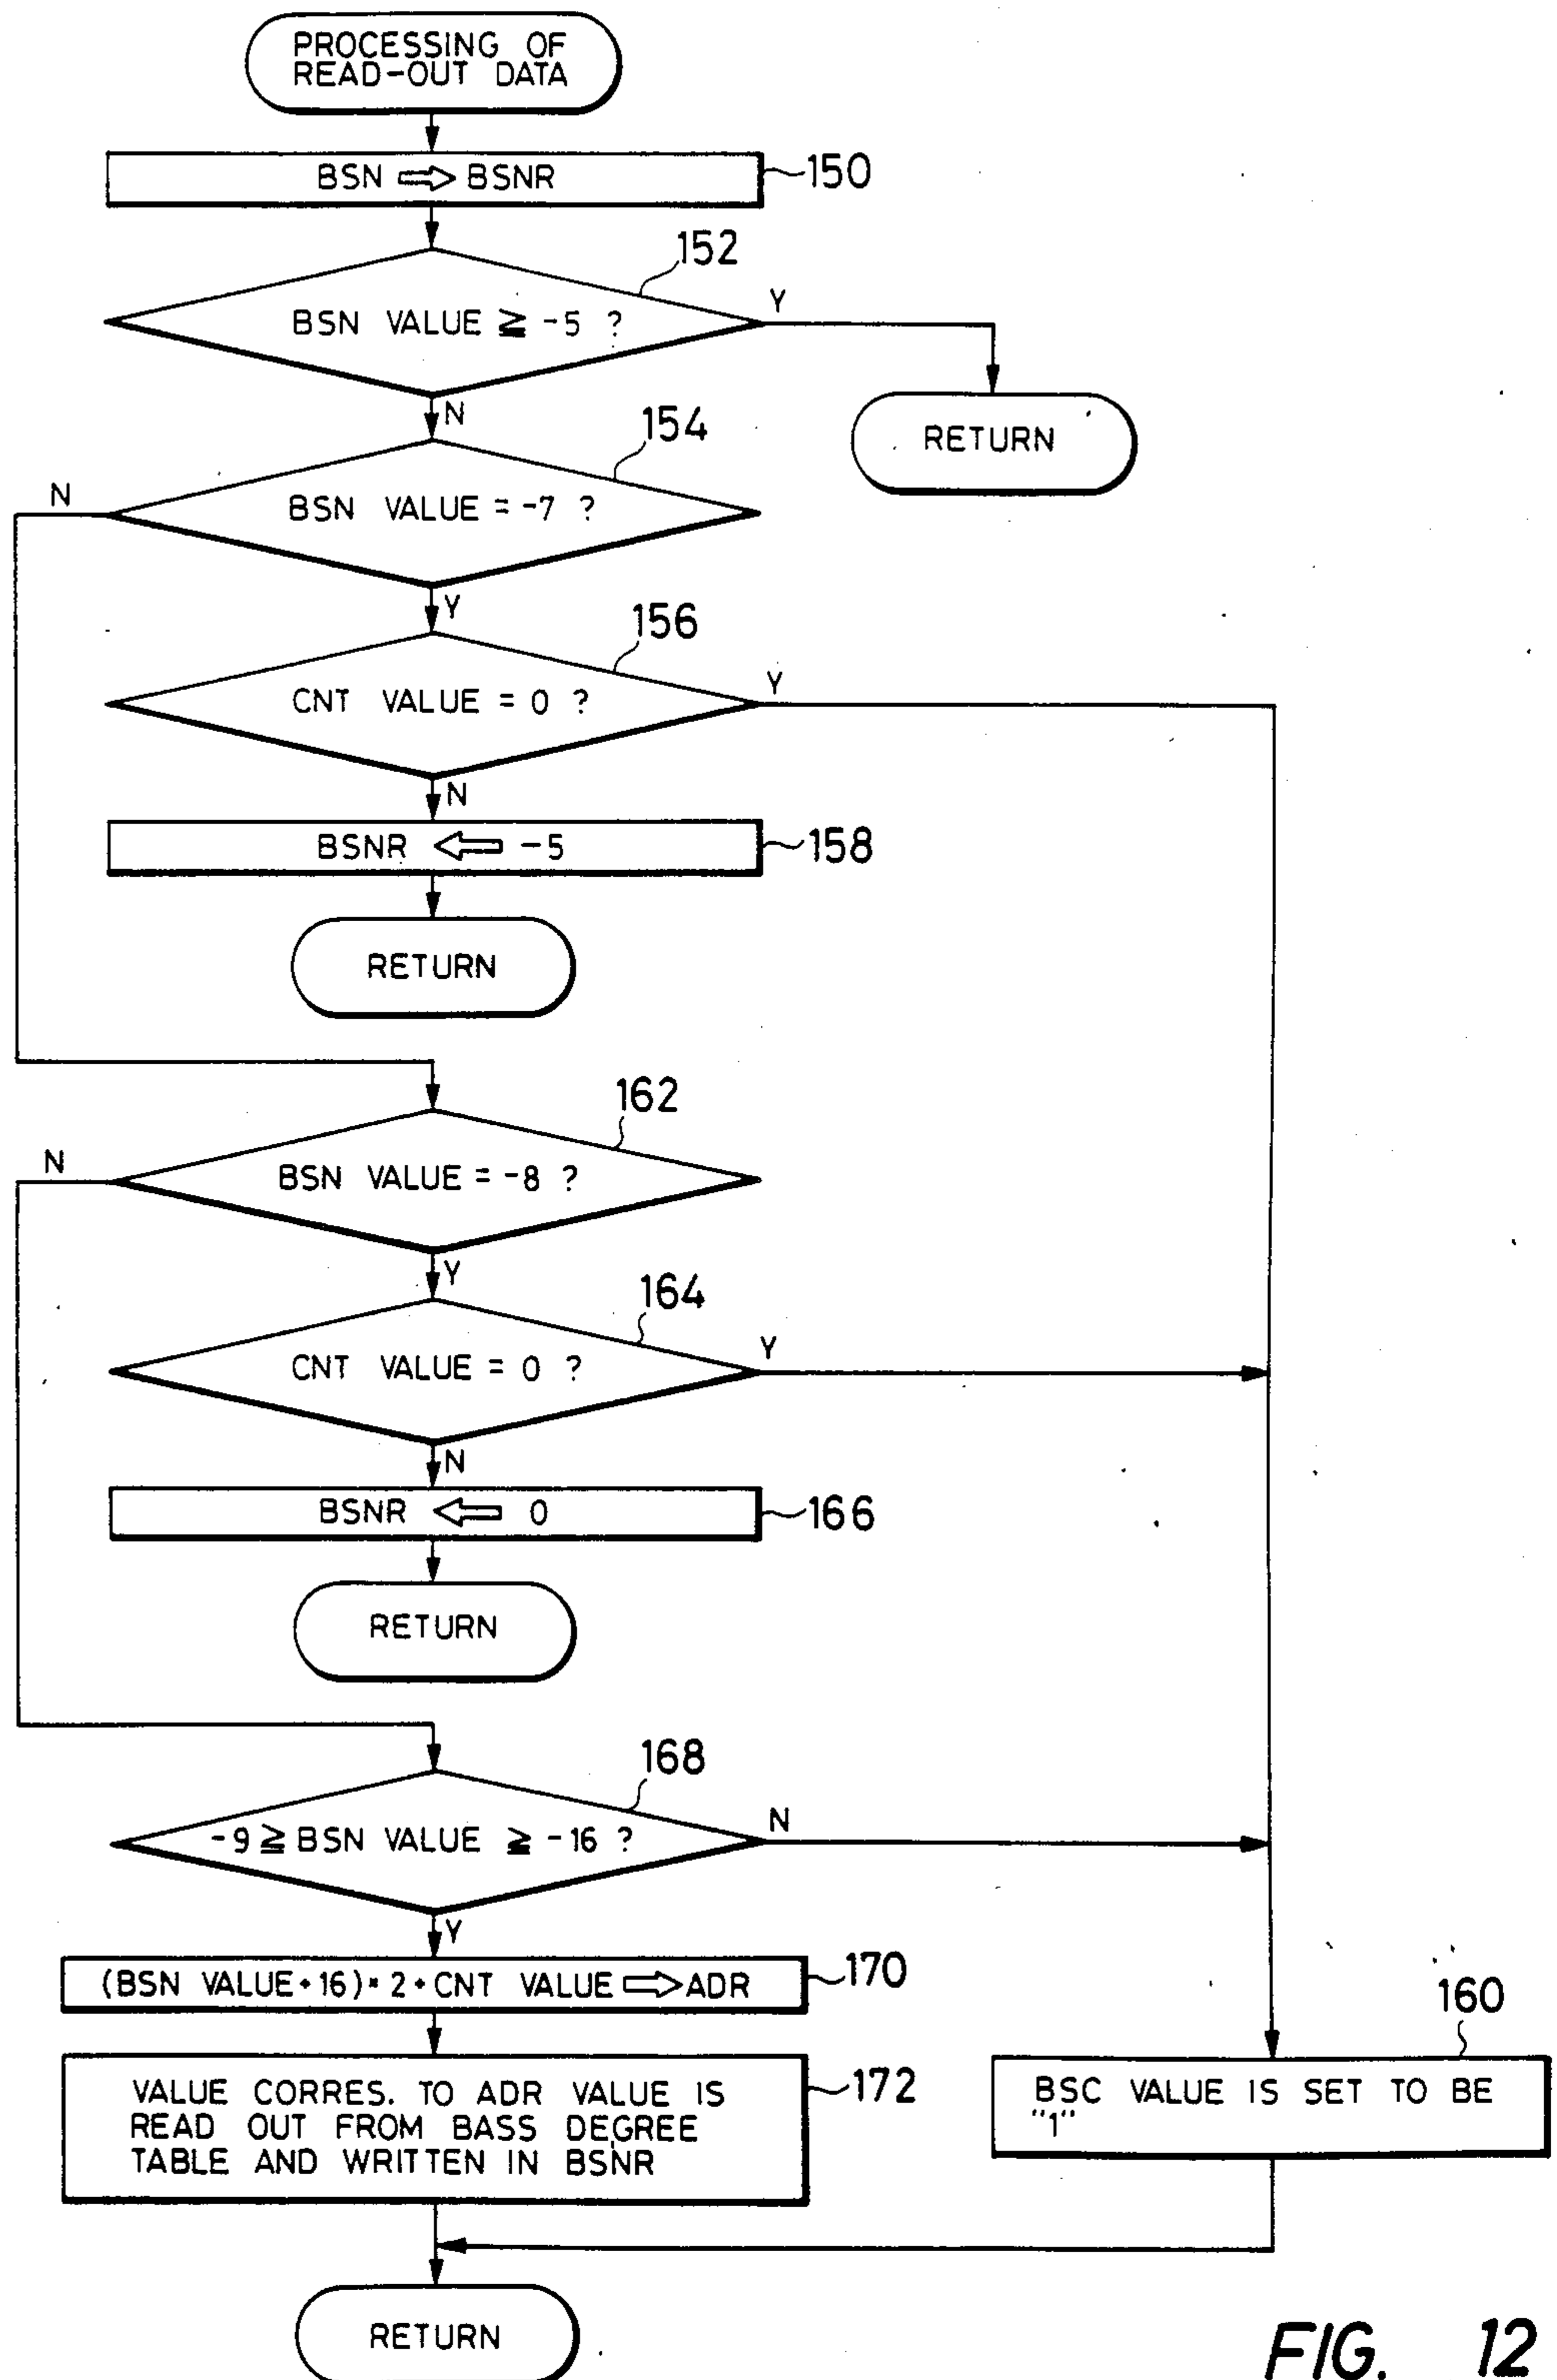 PROCESSING OF
READ-OUT DATA
BSN ⇨ BSNR
150
152
BSN VALUE ≧ -5 ?
Y
N
RETURN
154
N
BSN VALUE = -7 ?
Y
156
CNT VALUE = 0 ?
Y
N
BSNR ⇦ -5
158
RETURN
162
N
BSN VALUE = -8 ?
Y
164
CNT VALUE = 0 ?
Y
N
BSNR ⇦ 0
166
RETURN
168
-9 ≧ BSN VALUE ≧ -16 ?
N
Y
(BSN VALUE+16)* 2+CNT VALUE ⇨ ADR
170
160
VALUE CORRES. TO ADR VALUE IS
READ OUT FROM BASS DEGREE
TABLE AND WRITTEN IN BSNR
172
BSC VALUE IS SET TO BE
"1"
RETURN
FIG. 12